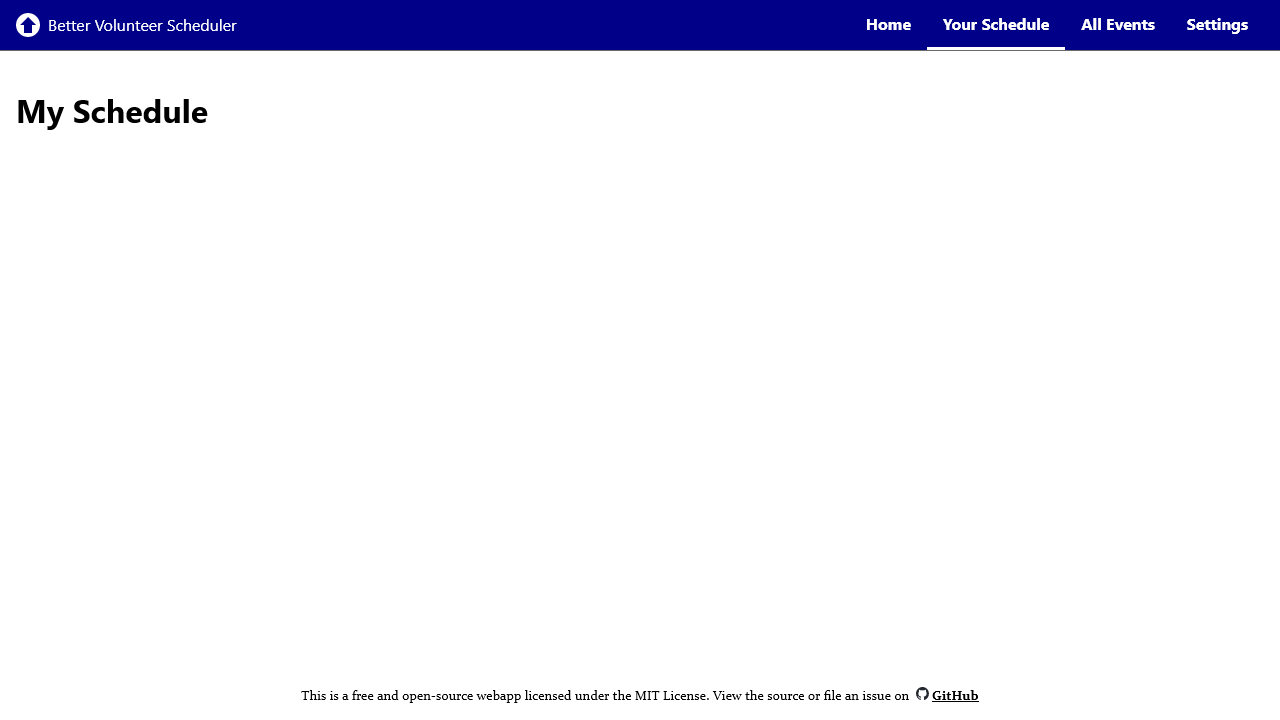 Better Volunteer Scheduler
Home Your Schedule All Events Settings
My Schedule
This is a free and open-source webapp licensed under the MIT License. View the source or file an issue on GitHub